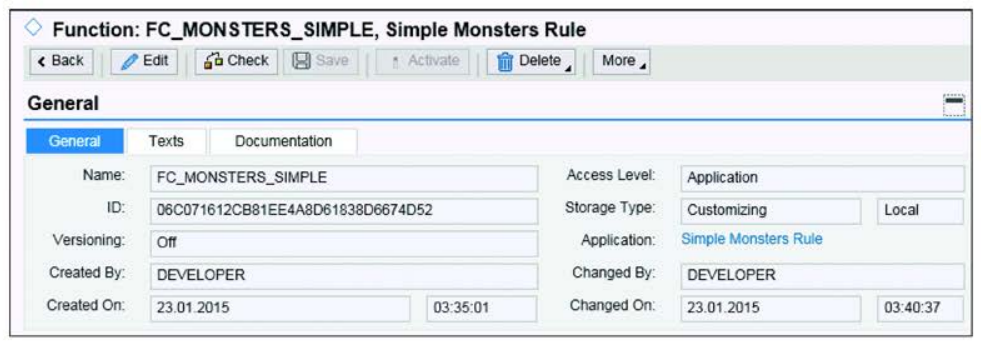 Function: FC_MONSTERS_SIMPLE, Simple Monsters Rule
Back Edit Check Save Activate Delete More
General
General Texts Documentation
Name: FC_MONSTERS_SIMPLE Access Level: Application
ID: 06C071612CB81EE4A8D61838D6674D52 Storage Type: Customizing Local
Versioning: Off Application: Simple Monsters Rule
Created By: DEVELOPER Changed By: DEVELOPER
Created On: 23.01.2015 03:35:01 Changed On: 23.01.2015 03:40:37